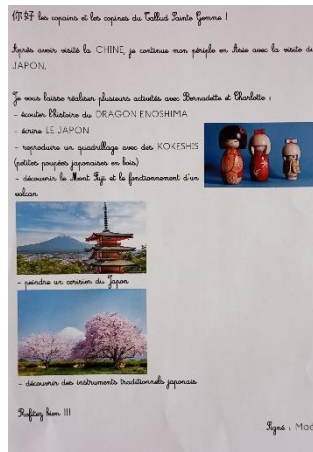 你好 les copains et les copines du Tallud Sainte Gemme !
Après avoir visité la CHINE, je continue mon périple en Asie avec la visite du
JAPON.
Je vous laisse réaliser plusieurs activités avec Bernadette et Charlotte :
- écouter l'histoire du DRAGON ENOSHIMA
- écrire LE JAPON
- reproduire un quadrillage avec des KOKESHIS
(petites poupées japonaises en bois)
- découvrir le Mont Fuji et le fonctionnement d'un
volcan
- peindre un cerisier du Japon
- découvrir des instruments traditionnels japonais
Profitez bien !!!
Signé :